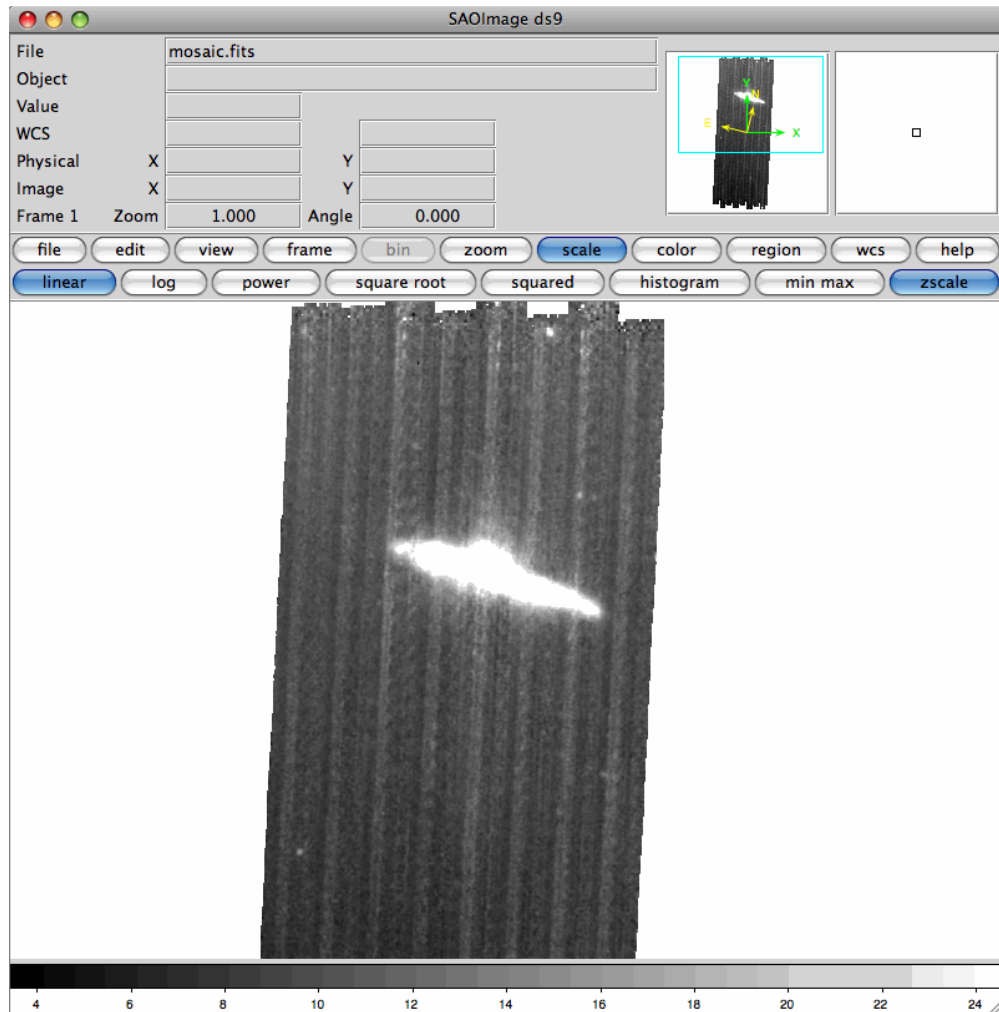 SAOImage ds9
File mosaic.fits
Object
Value
WCS
Physical X Y
Image X Y
Frame 1 Zoom 1.000 Angle 0.000
Y N E X
file edit view frame bin zoom scale color region wcs help
linear log power square root squared histogram min max zscale
4 6 8 10 12 14 16 18 20 22 24